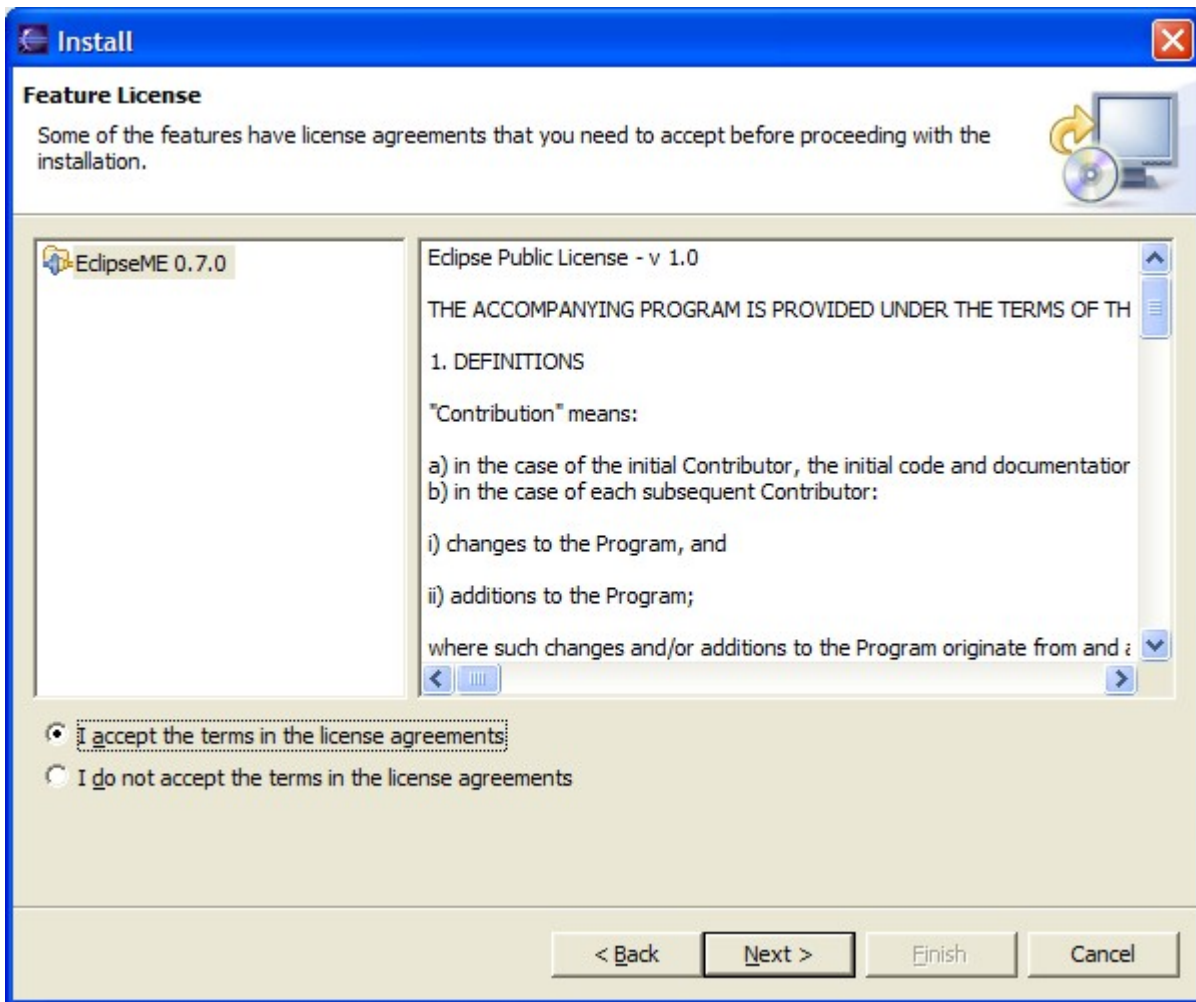 Install
Feature License
Some of the features have license agreements that you need to accept before proceeding with the
installation.
EclipseME 0.7.0
Eclipse Public License - v 1.0
THE ACCOMPANYING PROGRAM IS PROVIDED UNDER THE TERMS OF TH
1. DEFINITIONS
"Contribution" means:
a) in the case of the initial Contributor, the initial code and documentation
b) in the case of each subsequent Contributor:
i) changes to the Program, and
ii) additions to the Program;
where such changes and/or additions to the Program originate from and
I accept the terms in the license agreements
I do not accept the terms in the license agreements
< Back
Next >
Finish
Cancel